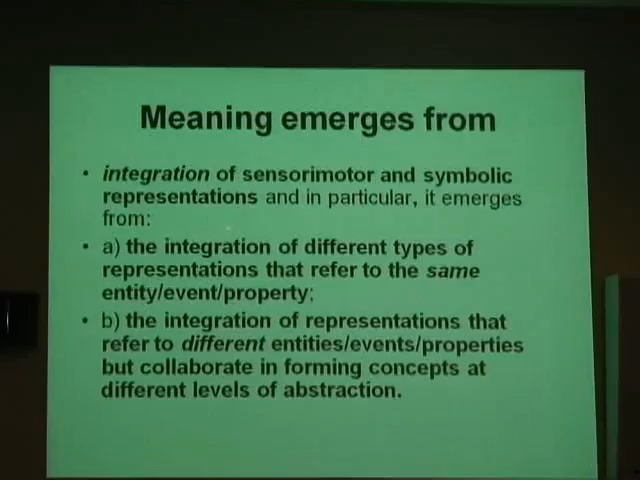 Meaning emerges from
• integration of sensorimotor and symbolic
representations and in particular, it emerges
from:
• a) the integration of different types of
representations that refer to the same
entity/event/property;
• b) the integration of representations that
refer to different entities/events/properties
but collaborate in forming concepts at
different levels of abstraction.